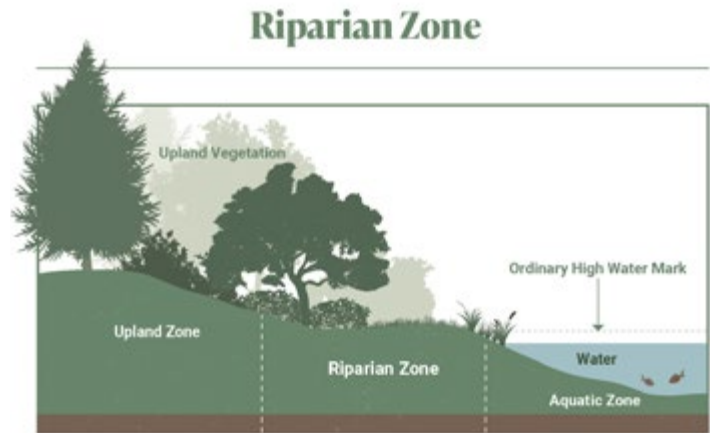 Riparian Zone
Upland Vegetation
Ordinary High Water Mark
Upland Zone
Water
Riparian Zone
Aquatic Zone